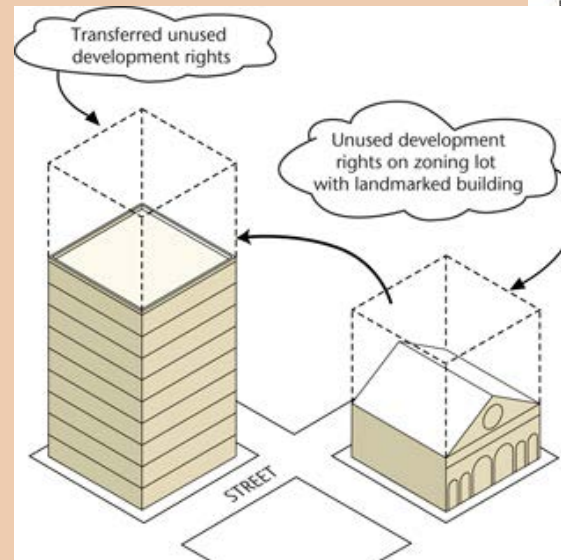 Transferred unused
development rights
Unused development
rights on zoning lot
with landmarked building
STREET